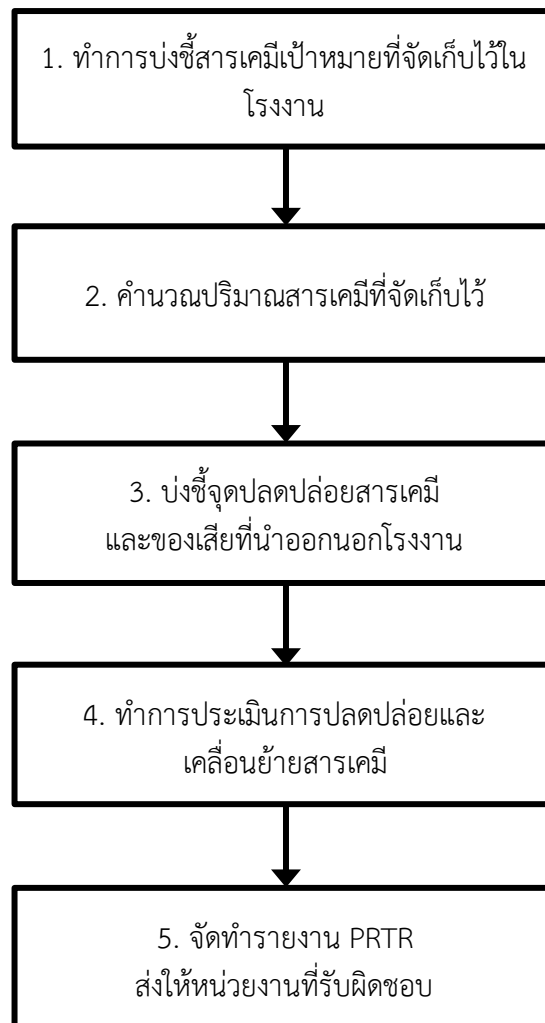 1. ทำการบ่งชี้สารเคมีเป้าหมายที่จัดเก็บไว้ใน
โรงงาน
2. คำนวณปริมาณสารเคมีที่จัดเก็บไว้
3. บ่งชี้จุดปลดปล่อยสารเคมี
และของเสียที่นำออกนอกโรงงาน
4. ทำการประเมินการปลดปล่อยและ
เคลื่อนย้ายสารเคมี
5. จัดทำรายงาน PRTR
ส่งให้หน่วยงานที่รับผิดชอบ